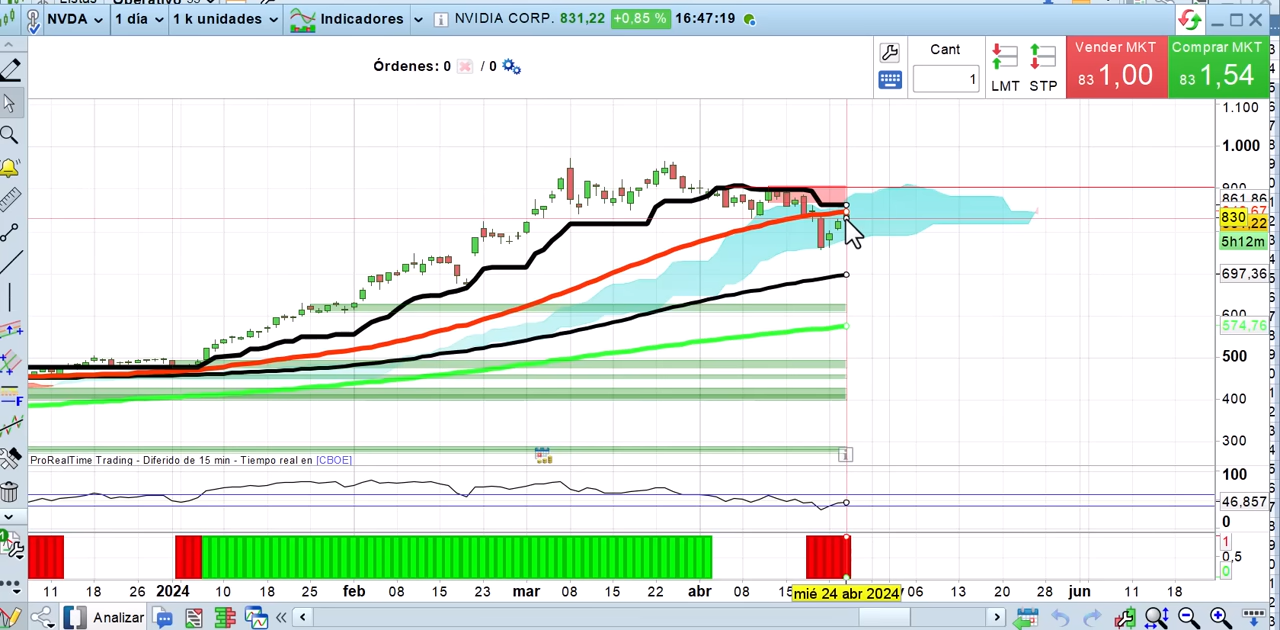 Listas Operativo
NVDA 1 día 1 k unidades Indicadores NVIDIA CORP. 831,22 +0,85 % 16:47:19
Órdenes: 0 / 0
Cant
1
LMT STP
Vender MKT
83 1,00
Comprar MKT
83 1,54
1.100
1.000
900
861,86
830
831,22
5h12m
697,36
600
574,76
500
400
300
ProRealTime Trading - Diferido de 15 min - Tiempo real en [CBOE]
100
46,857
0
1
0,5
0
11 18 2024 10 18 25 feb 08 15 23 mar 08 15 22 abr 08 15 mié 24 abr 2024 06 13 20 28 jun 11 18
Analizar